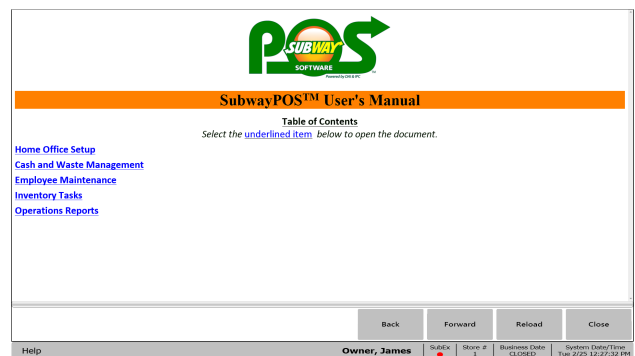 POS
SUBWAY
SOFTWARE
Powered by CHI & IPC
SubwayPOS™ User's Manual
Table of Contents
Select the underlined item below to open the document.
Home Office Setup
Cash and Waste Management
Employee Maintenance
Inventory Tasks
Operations Reports
Back Forward Reload Close
Help Owner, James SubEx Store # 1 Business Date CLOSED System Date/Time Tue 2/25 12:27:32 PM